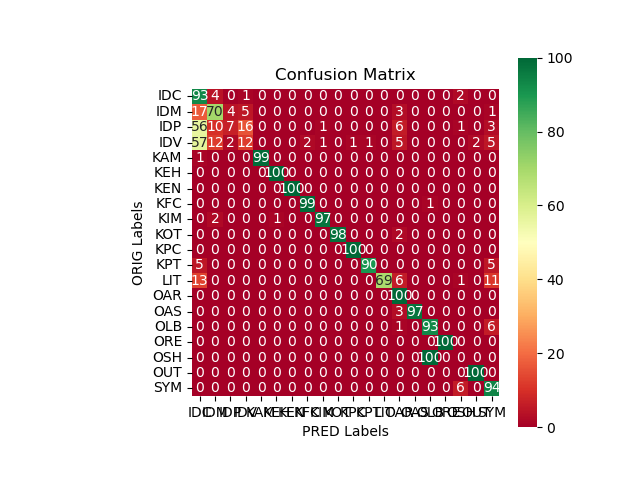 Confusion Matrix
IDC 93 4 0 1 0 0 0 0 0 0 0 0 0 0 0 0 0 2 0 0
IDM 17 70 4 5 0 0 0 0 0 0 0 0 0 3 0 0 0 0 0 1
IDP 56 10 7 16 0 0 0 0 1 0 0 0 0 6 0 0 0 1 0 3
IDV 57 12 2 12 0 0 0 2 1 0 1 1 0 5 0 0 0 0 2 5
KAM 1 0 0 0 99 0 0 0 0 0 0 0 0 0 0 0 0 0 0 0
KEH 0 0 0 0 0 100 0 0 0 0 0 0 0 0 0 0 0 0 0 0
KEN 0 0 0 0 0 0 100 0 0 0 0 0 0 0 0 0 0 0 0 0
KFC 0 0 0 0 0 0 0 99 0 0 0 0 0 0 0 1 0 0 0 0
KIM 0 2 0 0 0 1 0 0 97 0 0 0 0 0 0 0 0 0 0 0
KOT 0 0 0 0 0 0 0 0 0 98 0 0 0 2 0 0 0 0 0 0
KPC 0 0 0 0 0 0 0 0 0 0 100 0 0 0 0 0 0 0 0 0
KPT 5 0 0 0 0 0 0 0 0 0 0 90 0 0 0 0 0 0 0 5
LIT 13 0 0 0 0 0 0 0 0 0 0 0 69 6 0 0 0 1 0 11
OAR 0 0 0 0 0 0 0 0 0 0 0 0 0 100 0 0 0 0 0 0
OAS 0 0 0 0 0 0 0 0 0 0 0 0 0 3 97 0 0 0 0 0
OLB 0 0 0 0 0 0 0 0 0 0 0 0 0 1 0 93 0 0 0 6
ORE 0 0 0 0 0 0 0 0 0 0 0 0 0 0 0 0 100 0 0 0
OSH 0 0 0 0 0 0 0 0 0 0 0 0 0 0 0 100 0 0 0 0
OUT 0 0 0 0 0 0 0 0 0 0 0 0 0 0 0 0 0 0 100 0
SYM 0 0 0 0 0 0 0 0 0 0 0 0 0 0 0 0 0 6 0 94
IDC IDM IDP IDV KAM KEH KEN KFC KIM KOT KPC KPT LIT OAR OAS OLB ORE OSH OUT SYM
PRED Labels
ORIG Labels
100
80
60
40
20
0